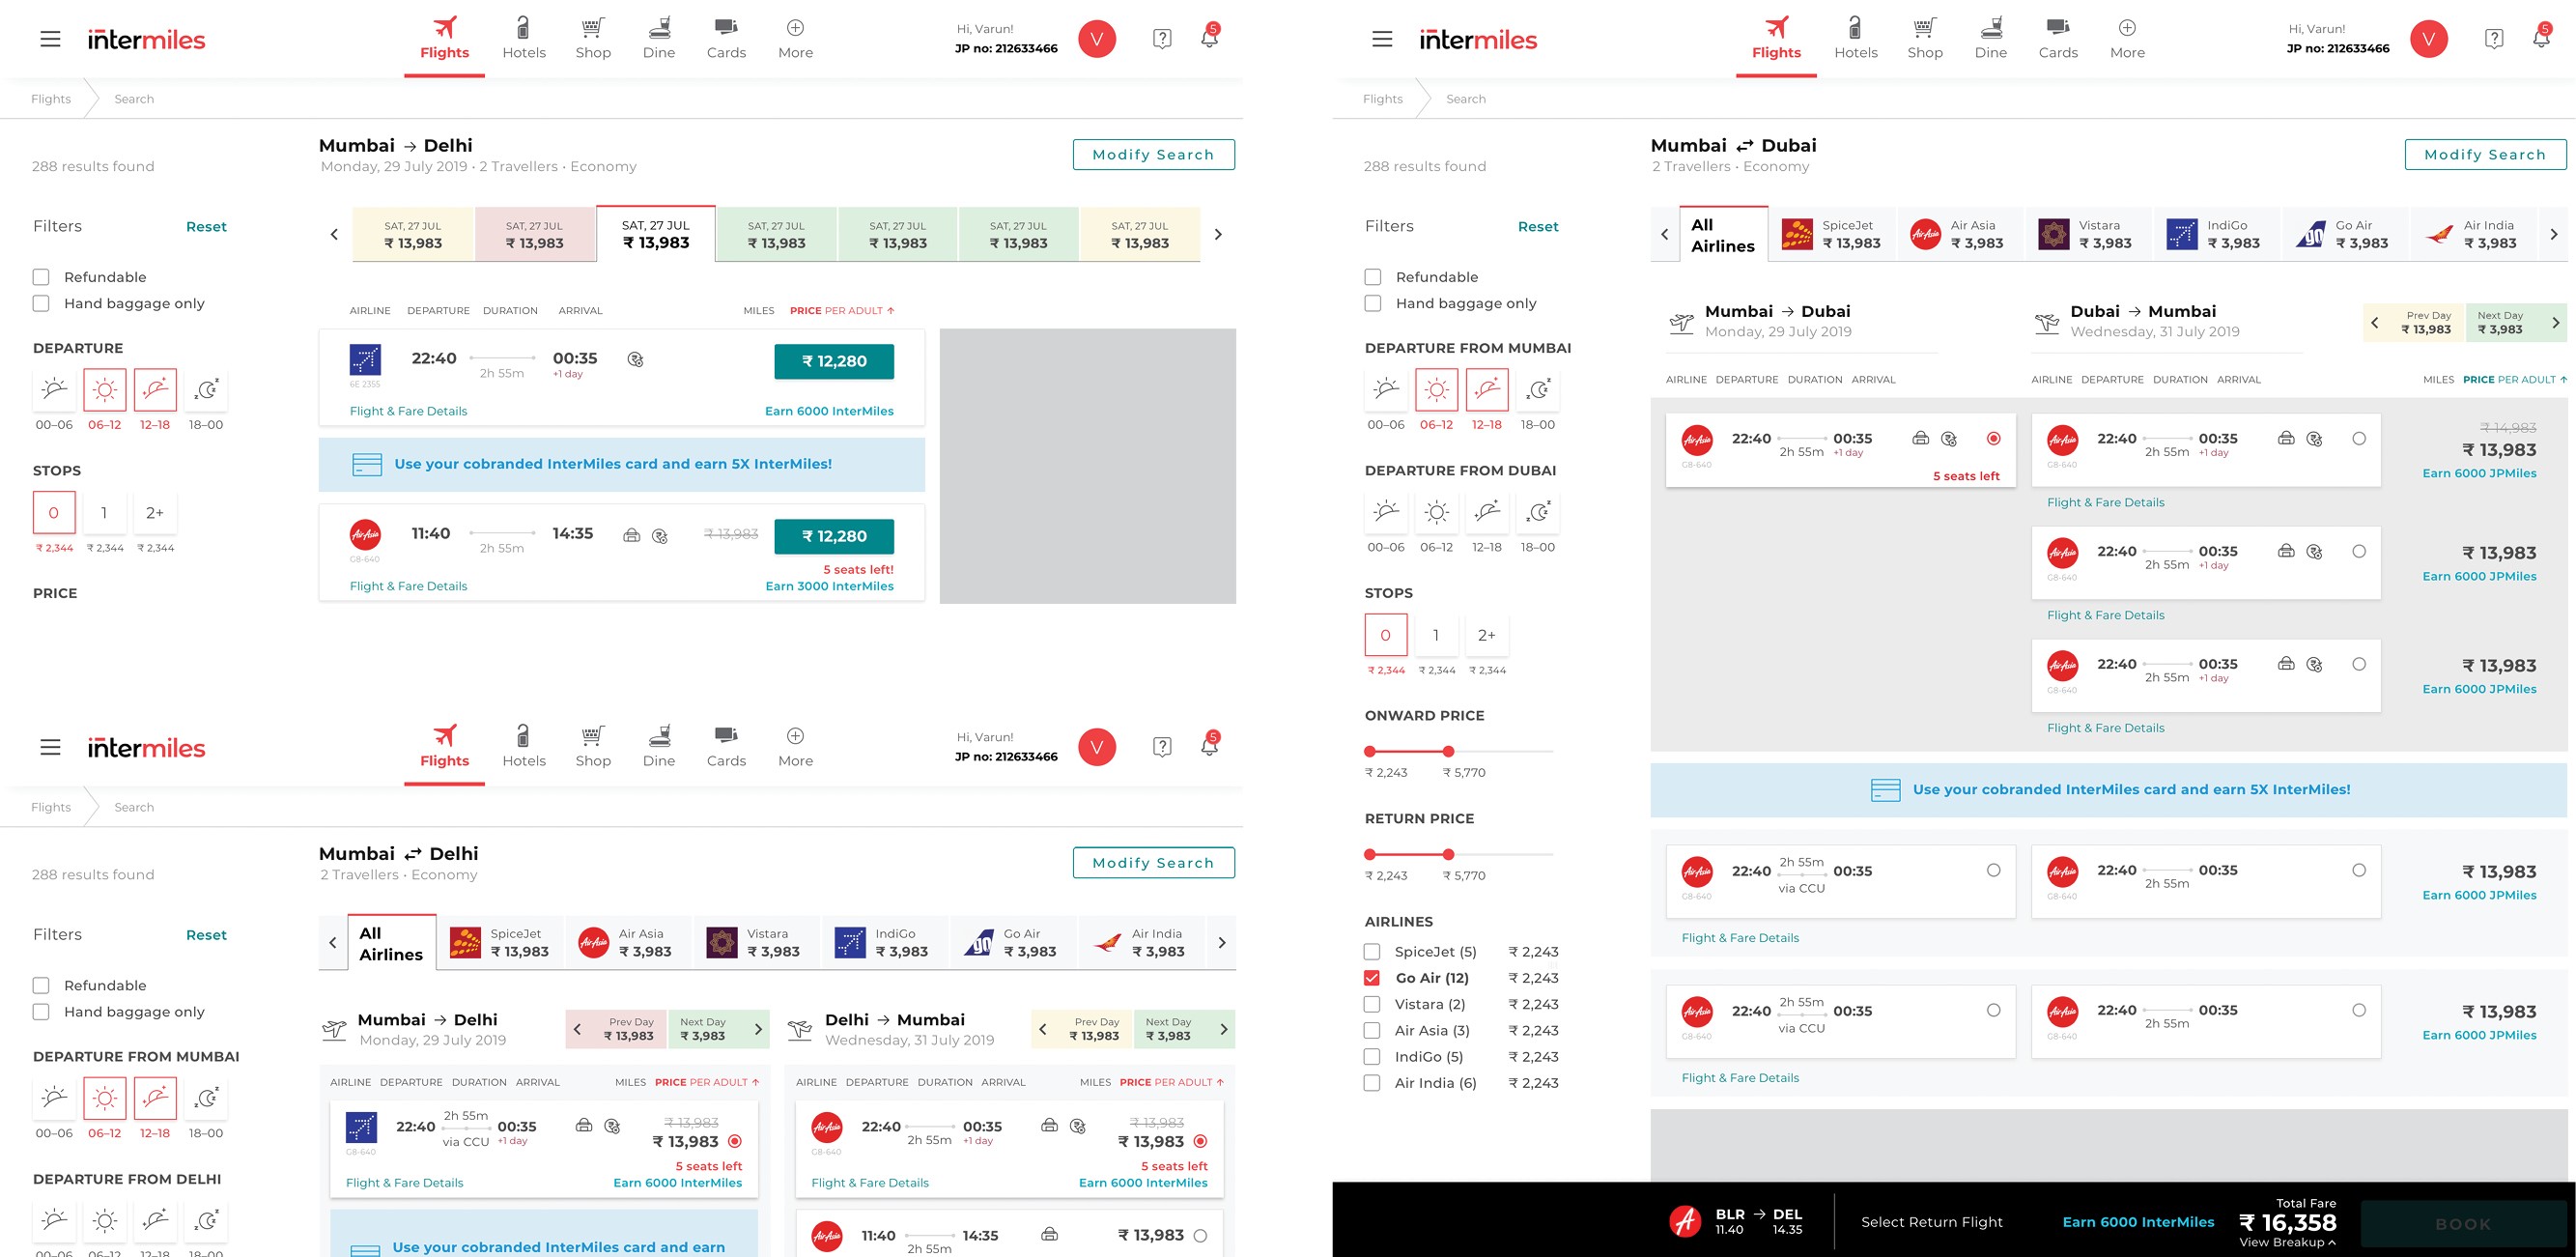 intermiles
Flights
Hotels
Shop
Dine
Cards
More
Hi, Varun!
JP no: 212633466
V
?
5
Flights
Search
288 results found
Mumbai → Delhi
Monday, 29 July 2019 • 2 Travellers • Economy
Modify Search
Filters
Reset
Refundable
Hand baggage only
DEPARTURE
00–06
06–12
12–18
18–00
STOPS
0
1
2+
₹ 2,344
₹ 2,344
₹ 2,344
PRICE
SAT, 27 JUL
₹ 13,983
SAT, 27 JUL
₹ 13,983
SAT, 27 JUL
₹ 13,983
SAT, 27 JUL
₹ 13,983
SAT, 27 JUL
₹ 13,983
SAT, 27 JUL
₹ 13,983
SAT, 27 JUL
₹ 13,983
AIRLINE DEPARTURE DURATION ARRIVAL MILES PRICE PER ADULT ↑
22:40 00:35 ₹ 12,280
2h 55m +1 day
6E 2355
Flight & Fare Details Earn 6000 InterMiles
Use your cobranded InterMiles card and earn 5X InterMiles!
AirAsia 11:40 14:35 ₹ 13,983 ₹ 12,280
2h 55m
G8-640
5 seats left!
Flight & Fare Details Earn 3000 InterMiles
intermiles
Flights
Hotels
Shop
Dine
Cards
More
Hi, Varun!
JP no: 212633466
V
?
5
Flights
Search
288 results found
Mumbai ⇄ Delhi
2 Travellers • Economy
Modify Search
Filters
Reset
Refundable
Hand baggage only
DEPARTURE FROM MUMBAI
00–06
06–12
12–18
18–00
DEPARTURE FROM DELHI
00–06
06–12
12–18
18–00
All
Airlines
SpiceJet
₹ 13,983
AirAsia
Air Asia
₹ 3,983
Vistara
₹ 3,983
IndiGo
₹ 3,983
go
Go Air
₹ 3,983
Air India
₹ 3,983
Mumbai → Delhi
Monday, 29 July 2019
Prev Day
₹ 13,983
Next Day
₹ 3,983
AIRLINE DEPARTURE DURATION ARRIVAL MILES PRICE PER ADULT ↑
2h 55m
22:40 00:35 ₹ 13,983
via CCU +1 day ₹ 13,983
G8-640
5 seats left
Flight & Fare Details Earn 6000 InterMiles
Use your cobranded InterMiles card and earn
Delhi → Mumbai
Wednesday, 31 July 2019
Prev Day
₹ 13,983
Next Day
₹ 3,983
AIRLINE DEPARTURE DURATION ARRIVAL MILES PRICE PER ADULT ↑
AirAsia 22:40 00:35 ₹ 13,983
2h 55m +1 day ₹ 13,983
G8-640
5 seats left
Flight & Fare Details Earn 6000 InterMiles
AirAsia 11:40 14:35 ₹ 13,983
2h 55m
intermiles
Flights
Hotels
Shop
Dine
Cards
More
Hi, Varun!
JP no: 212633466
V
?
5
Flights
Search
288 results found
Mumbai ⇄ Dubai
2 Travellers • Economy
Modify Search
Filters
Reset
Refundable
Hand baggage only
DEPARTURE FROM MUMBAI
00–06
06–12
12–18
18–00
DEPARTURE FROM DUBAI
00–06
06–12
12–18
18–00
STOPS
0
1
2+
₹ 2,344
₹ 2,344
₹ 2,344
ONWARD PRICE
₹ 2,243
₹ 5,770
RETURN PRICE
₹ 2,243
₹ 5,770
AIRLINES
SpiceJet (5) ₹ 2,243
Go Air (12) ₹ 2,243
Vistara (2) ₹ 2,243
Air Asia (3) ₹ 2,243
IndiGo (5) ₹ 2,243
Air India (6) ₹ 2,243
All
Airlines
SpiceJet
₹ 13,983
AirAsia
Air Asia
₹ 3,983
Vistara
₹ 3,983
IndiGo
₹ 3,983
go
Go Air
₹ 3,983
Air India
₹ 3,983
Mumbai → Dubai
Monday, 29 July 2019
Dubai → Mumbai
Wednesday, 31 July 2019
Prev Day
₹ 13,983
Next Day
₹ 3,983
AIRLINE DEPARTURE DURATION ARRIVAL
AIRLINE DEPARTURE DURATION ARRIVAL
MILES PRICE PER ADULT ↑
AirAsia 22:40 00:35
2h 55m +1 day
G8-640
5 seats left
AirAsia 22:40 00:35
2h 55m +1 day
G8-640
₹ 14,983
₹ 13,983
Earn 6000 JPMiles
Flight & Fare Details
AirAsia 22:40 00:35
2h 55m +1 day
G8-640
₹ 13,983
Earn 6000 JPMiles
Flight & Fare Details
AirAsia 22:40 00:35
2h 55m +1 day
G8-640
₹ 13,983
Earn 6000 JPMiles
Flight & Fare Details
Use your cobranded InterMiles card and earn 5X InterMiles!
2h 55m
AirAsia 22:40 00:35
via CCU
G8-640
AirAsia 22:40 00:35
2h 55m
G8-640
₹ 13,983
Earn 6000 JPMiles
Flight & Fare Details
2h 55m
AirAsia 22:40 00:35
via CCU
G8-640
AirAsia 22:40 00:35
2h 55m
G8-640
₹ 13,983
Earn 6000 JPMiles
Flight & Fare Details
BLR → DEL
11.40 14.35
Select Return Flight
Earn 6000 InterMiles
Total Fare
₹ 16,358
View Breakup
BOOK